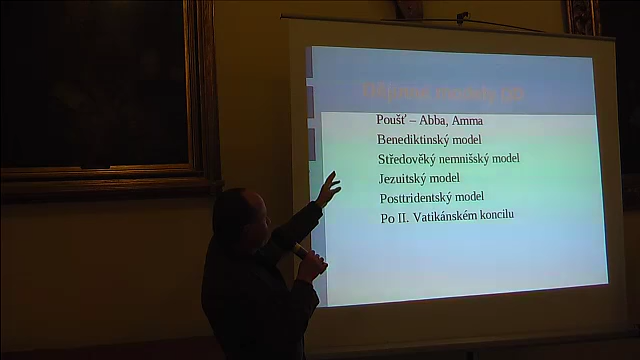 Poušť – Abba, Amma
Benediktinský model
Středověký nemnišský model
Jezuitský model
Posttridentský model
Po II. Vatikánském koncilu